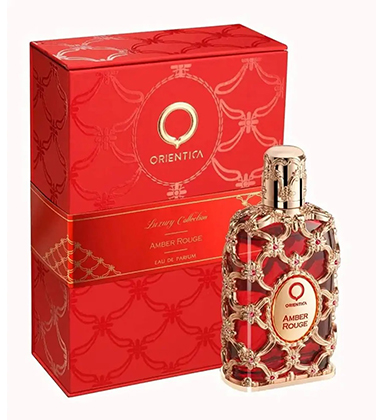 ORIENTICA
Luxury Collection
AMBER ROUGE
EAU DE PARFUM
ORIENTICA
AMBER
ROUGE